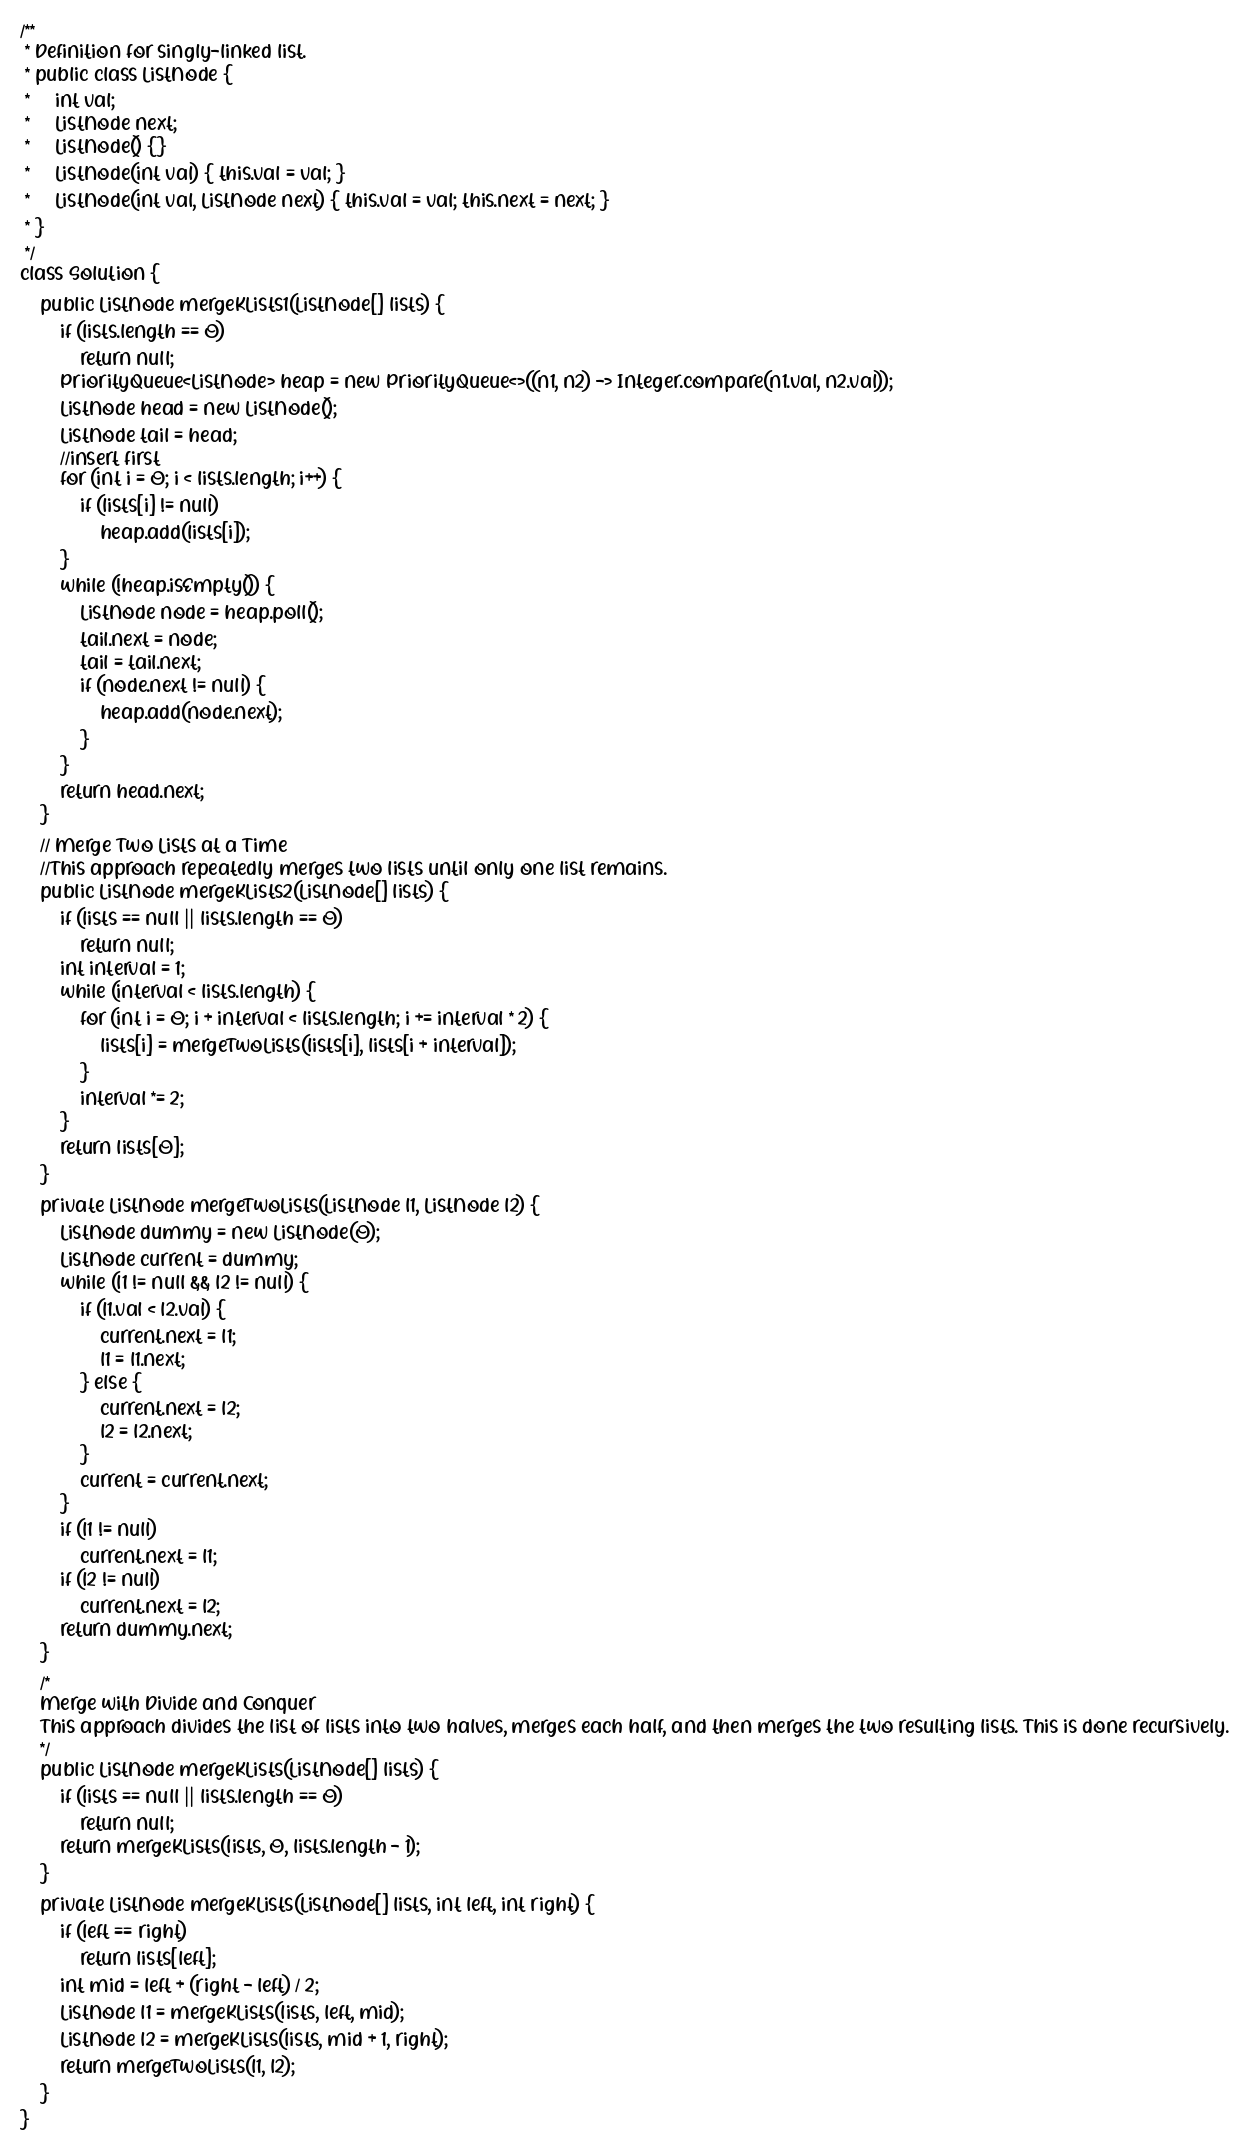 /**
 * Definition for singly-linked list.
 * public class ListNode {
 *     int val;
 *     ListNode next;
 *     ListNode() {}
 *     ListNode(int val) { this.val = val; }
 *     ListNode(int val, ListNode next) { this.val = val; this.next = next; }
 * }
 */
class Solution {
    public ListNode mergeKLists1(ListNode[] lists) {
        if (lists.length == 0)
            return null;
        PriorityQueue<ListNode> heap = new PriorityQueue<>((n1, n2) -> Integer.compare(n1.val, n2.val));
        ListNode head = new ListNode();
        ListNode tail = head;
        //insert first
        for (int i = 0; i < lists.length; i++) {
            if (lists[i] != null)
                heap.add(lists[i]);
        }
        while (!heap.isEmpty()) {
            ListNode node = heap.poll();
            tail.next = node;
            tail = tail.next;
            if (node.next != null) {
                heap.add(node.next);
            }
        }
        return head.next;
    }
    // Merge Two Lists at a Time
    //This approach repeatedly merges two lists until only one list remains.
    public ListNode mergeKLists2(ListNode[] lists) {
        if (lists == null || lists.length == 0)
            return null;
        int interval = 1;
        while (interval < lists.length) {
            for (int i = 0; i + interval < lists.length; i += interval * 2) {
                lists[i] = mergeTwoLists(lists[i], lists[i + interval]);
            }
            interval *= 2;
        }
        return lists[0];
    }
    private ListNode mergeTwoLists(ListNode l1, ListNode l2) {
        ListNode dummy = new ListNode(0);
        ListNode current = dummy;
        while (l1 != null && l2 != null) {
            if (l1.val < l2.val) {
                current.next = l1;
                l1 = l1.next;
            } else {
                current.next = l2;
                l2 = l2.next;
            }
            current = current.next;
        }
        if (l1 != null)
            current.next = l1;
        if (l2 != null)
            current.next = l2;
        return dummy.next;
    }
    /*
    Merge with Divide and Conquer
    This approach divides the list of lists into two halves, merges each half, and then merges the two resulting lists. This is done recursively.
    */
    public ListNode mergeKLists(ListNode[] lists) {
        if (lists == null || lists.length == 0)
            return null;
        return mergeKLists(lists, 0, lists.length - 1);
    }
    private ListNode mergeKLists(ListNode[] lists, int left, int right) {
        if (left == right)
            return lists[left];
        int mid = left + (right - left) / 2;
        ListNode l1 = mergeKLists(lists, left, mid);
        ListNode l2 = mergeKLists(lists, mid + 1, right);
        return mergeTwoLists(l1, l2);
    }
}